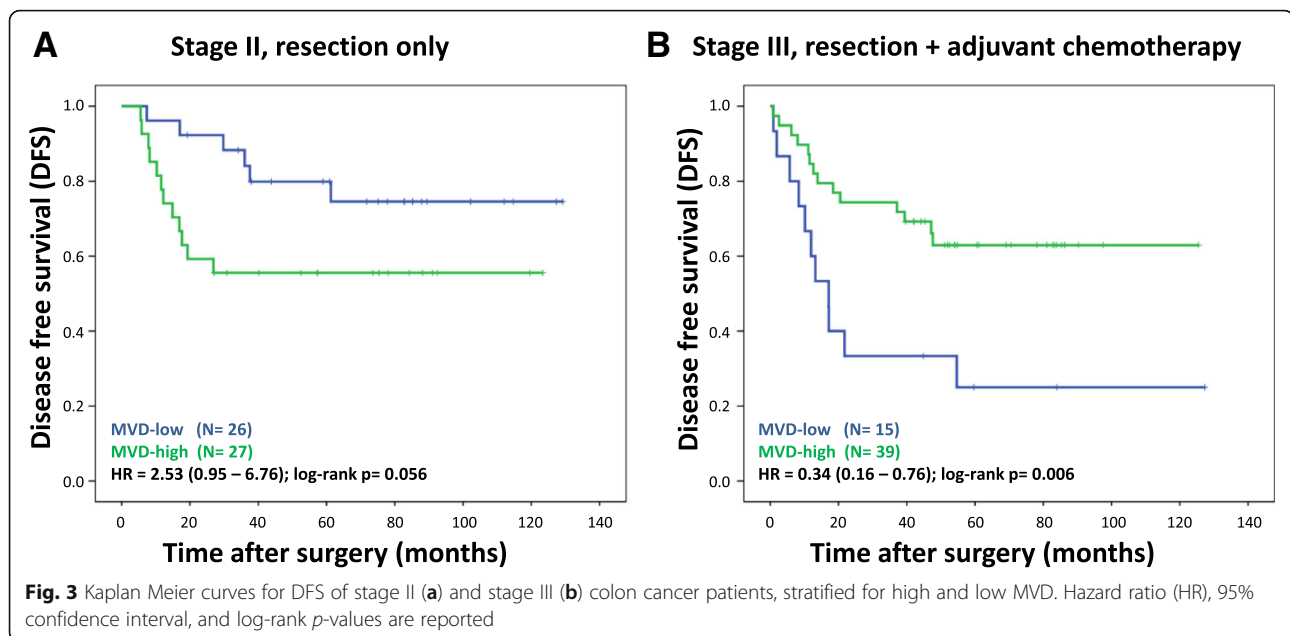 A Stage II, resection only
1.0
0.8
0.6
0.4
0.2
0.0
Disease free survival (DFS)
MVD-low (N= 26)
MVD-high (N= 27)
HR = 2.53 (0.95 – 6.76); log-rank p= 0.056
0 20 40 60 80 100 120 140
Time after surgery (months)
B Stage III, resection + adjuvant chemotherapy
1.0
0.8
0.6
0.4
0.2
0.0
Disease free survival (DFS)
MVD-low (N= 15)
MVD-high (N= 39)
HR = 0.34 (0.16 – 0.76); log-rank p= 0.006
0 20 40 60 80 100 120 140
Time after surgery (months)
Fig. 3 Kaplan Meier curves for DFS of stage II (a) and stage III (b) colon cancer patients, stratified for high and low MVD. Hazard ratio (HR), 95%
confidence interval, and log-rank p-values are reported